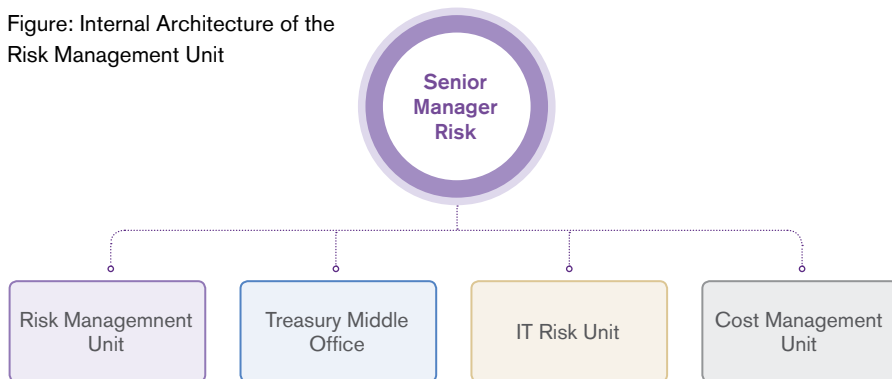 Figure: Internal Architecture of the
Risk Management Unit
Senior
Manager
Risk
Risk Managemnent
Unit
Treasury Middle
Office
IT Risk Unit
Cost Management
Unit